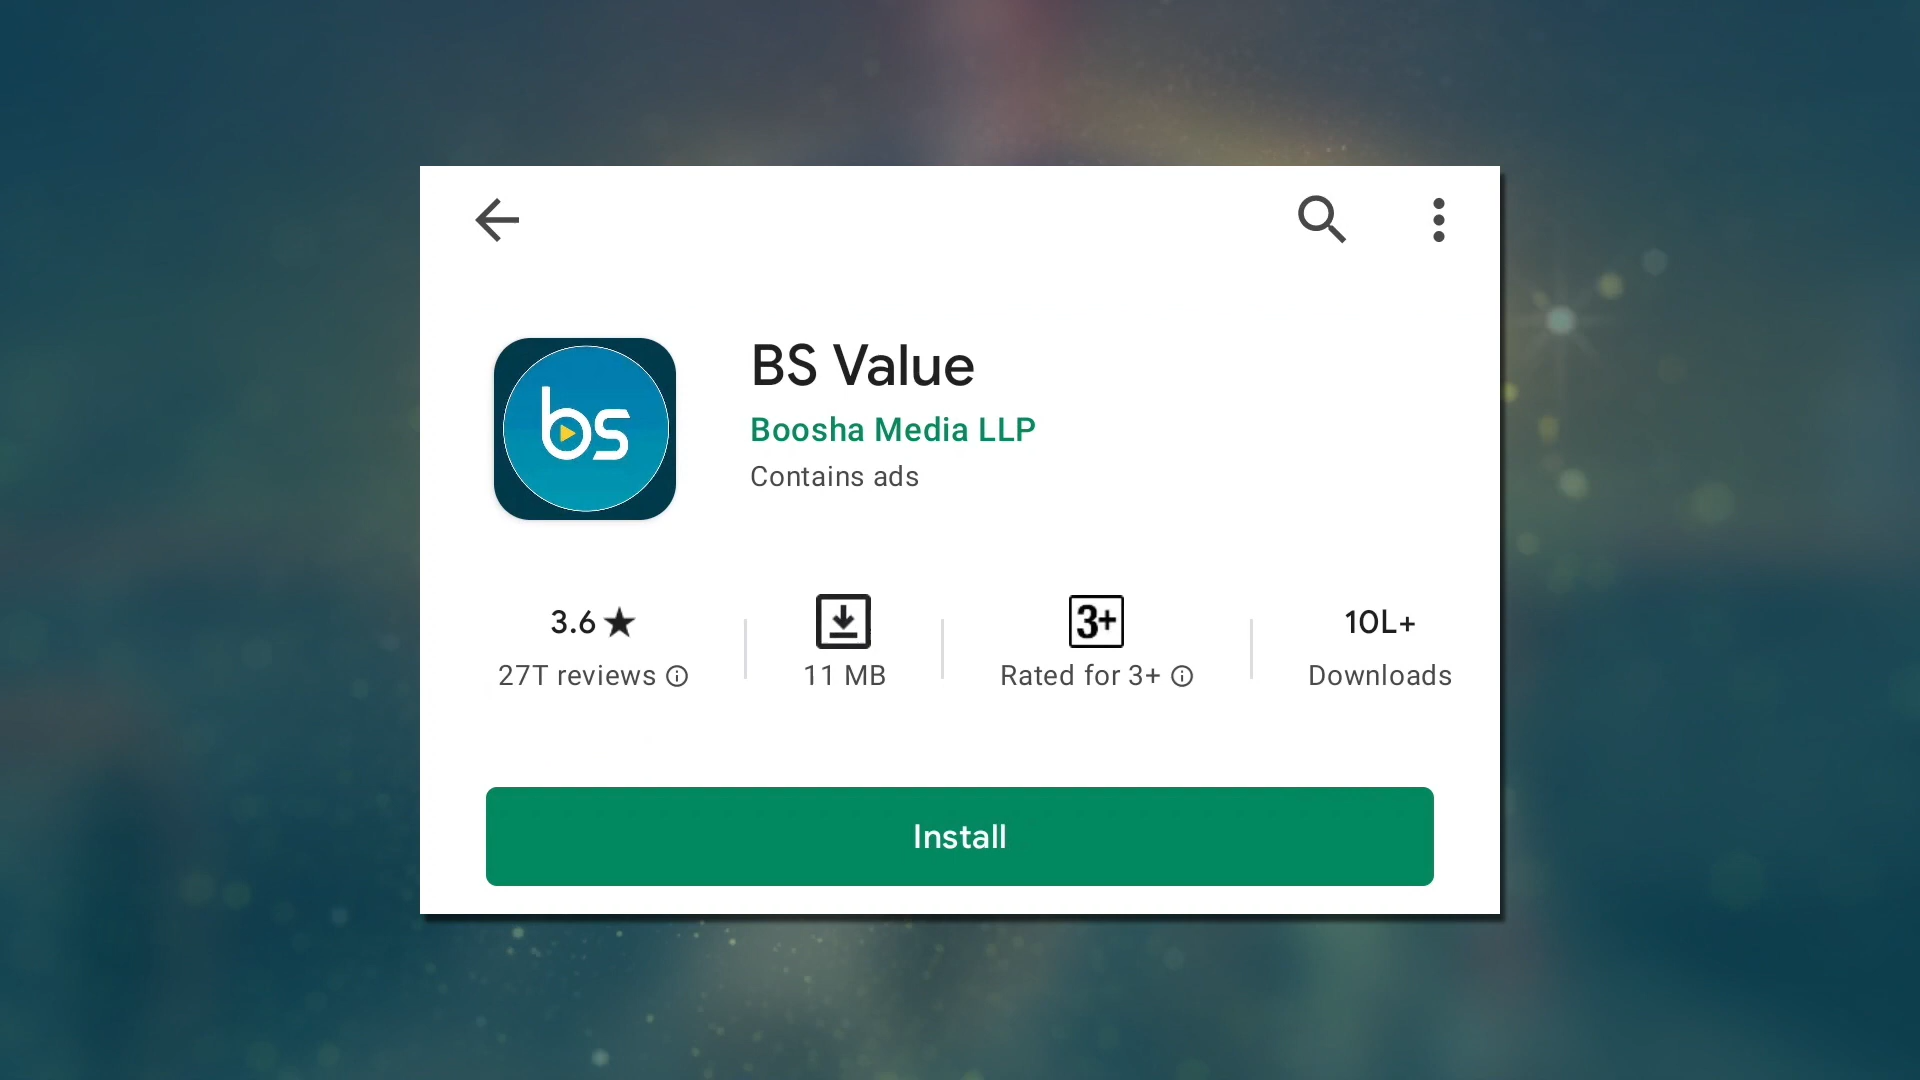 bs
BS Value
Boosha Media LLP
Contains ads
3.6★
27T reviews
11 MB
3+
Rated for 3+
10L+
Downloads
Install